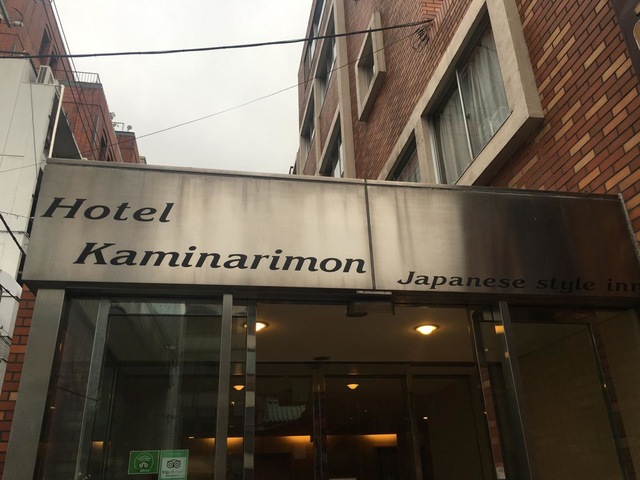 Hotel
Kaminarimon
Japanese style inn